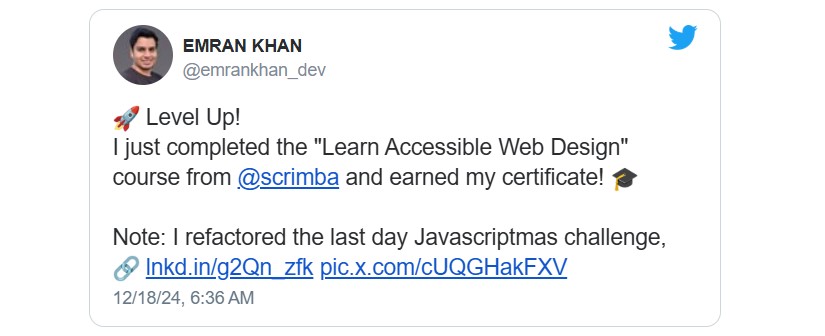 EMRAN KHAN
@emrankhan_dev
🚀 Level Up!
I just completed the "Learn Accessible Web Design"
course from @scrimba and earned my certificate! 🎓
Note: I refactored the last day Javascriptmas challenge,
🔗 lnkd.in/g2Qn_zfk pic.x.com/cUQGHakFXV
12/18/24, 6:36 AM